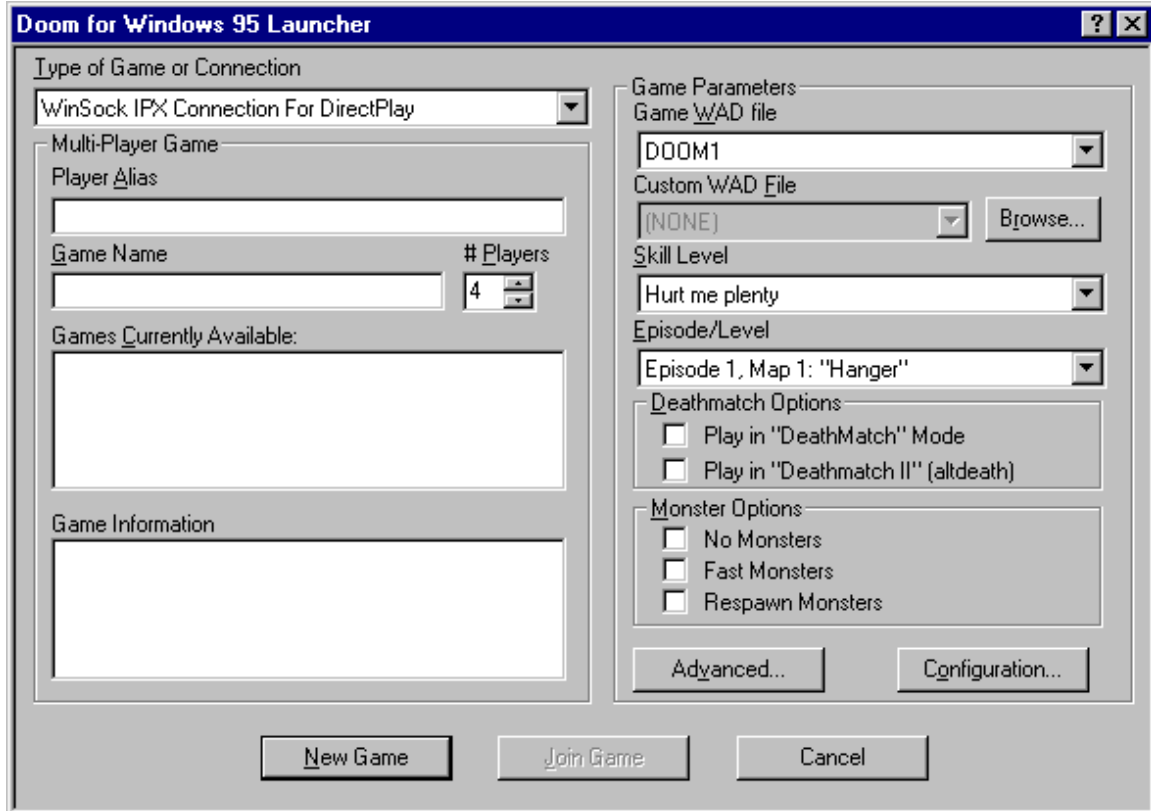 Doom for Windows 95 Launcher
Type of Game or Connection
WinSock IPX Connection For DirectPlay
Multi-Player Game
Player Alias
Game Name
# Players
4
Games Currently Available:
Game Information
Game Parameters
Game WAD file
DOOM1
Custom WAD File
(NONE)
Browse...
Skill Level
Hurt me plenty
Episode/Level
Episode 1, Map 1: "Hanger"
Deathmatch Options
Play in "DeathMatch" Mode
Play in "Deathmatch II" (altdeath)
Monster Options
No Monsters
Fast Monsters
Respawn Monsters
Advanced...
Configuration...
New Game
Join Game
Cancel